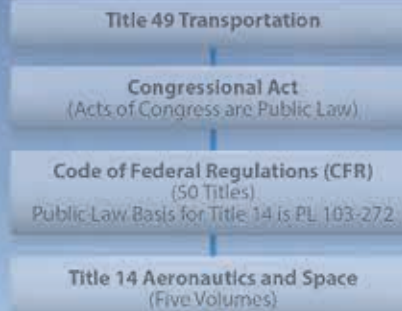 Title 49 Transportation
Congressional Act
(Acts of Congress are Public Law)
Code of Federal Regulations (CFR)
(50 Titles)
Public Law Basis for Title 14 is PL 103-272
Title 14 Aeronautics and Space
(Five Volumes)